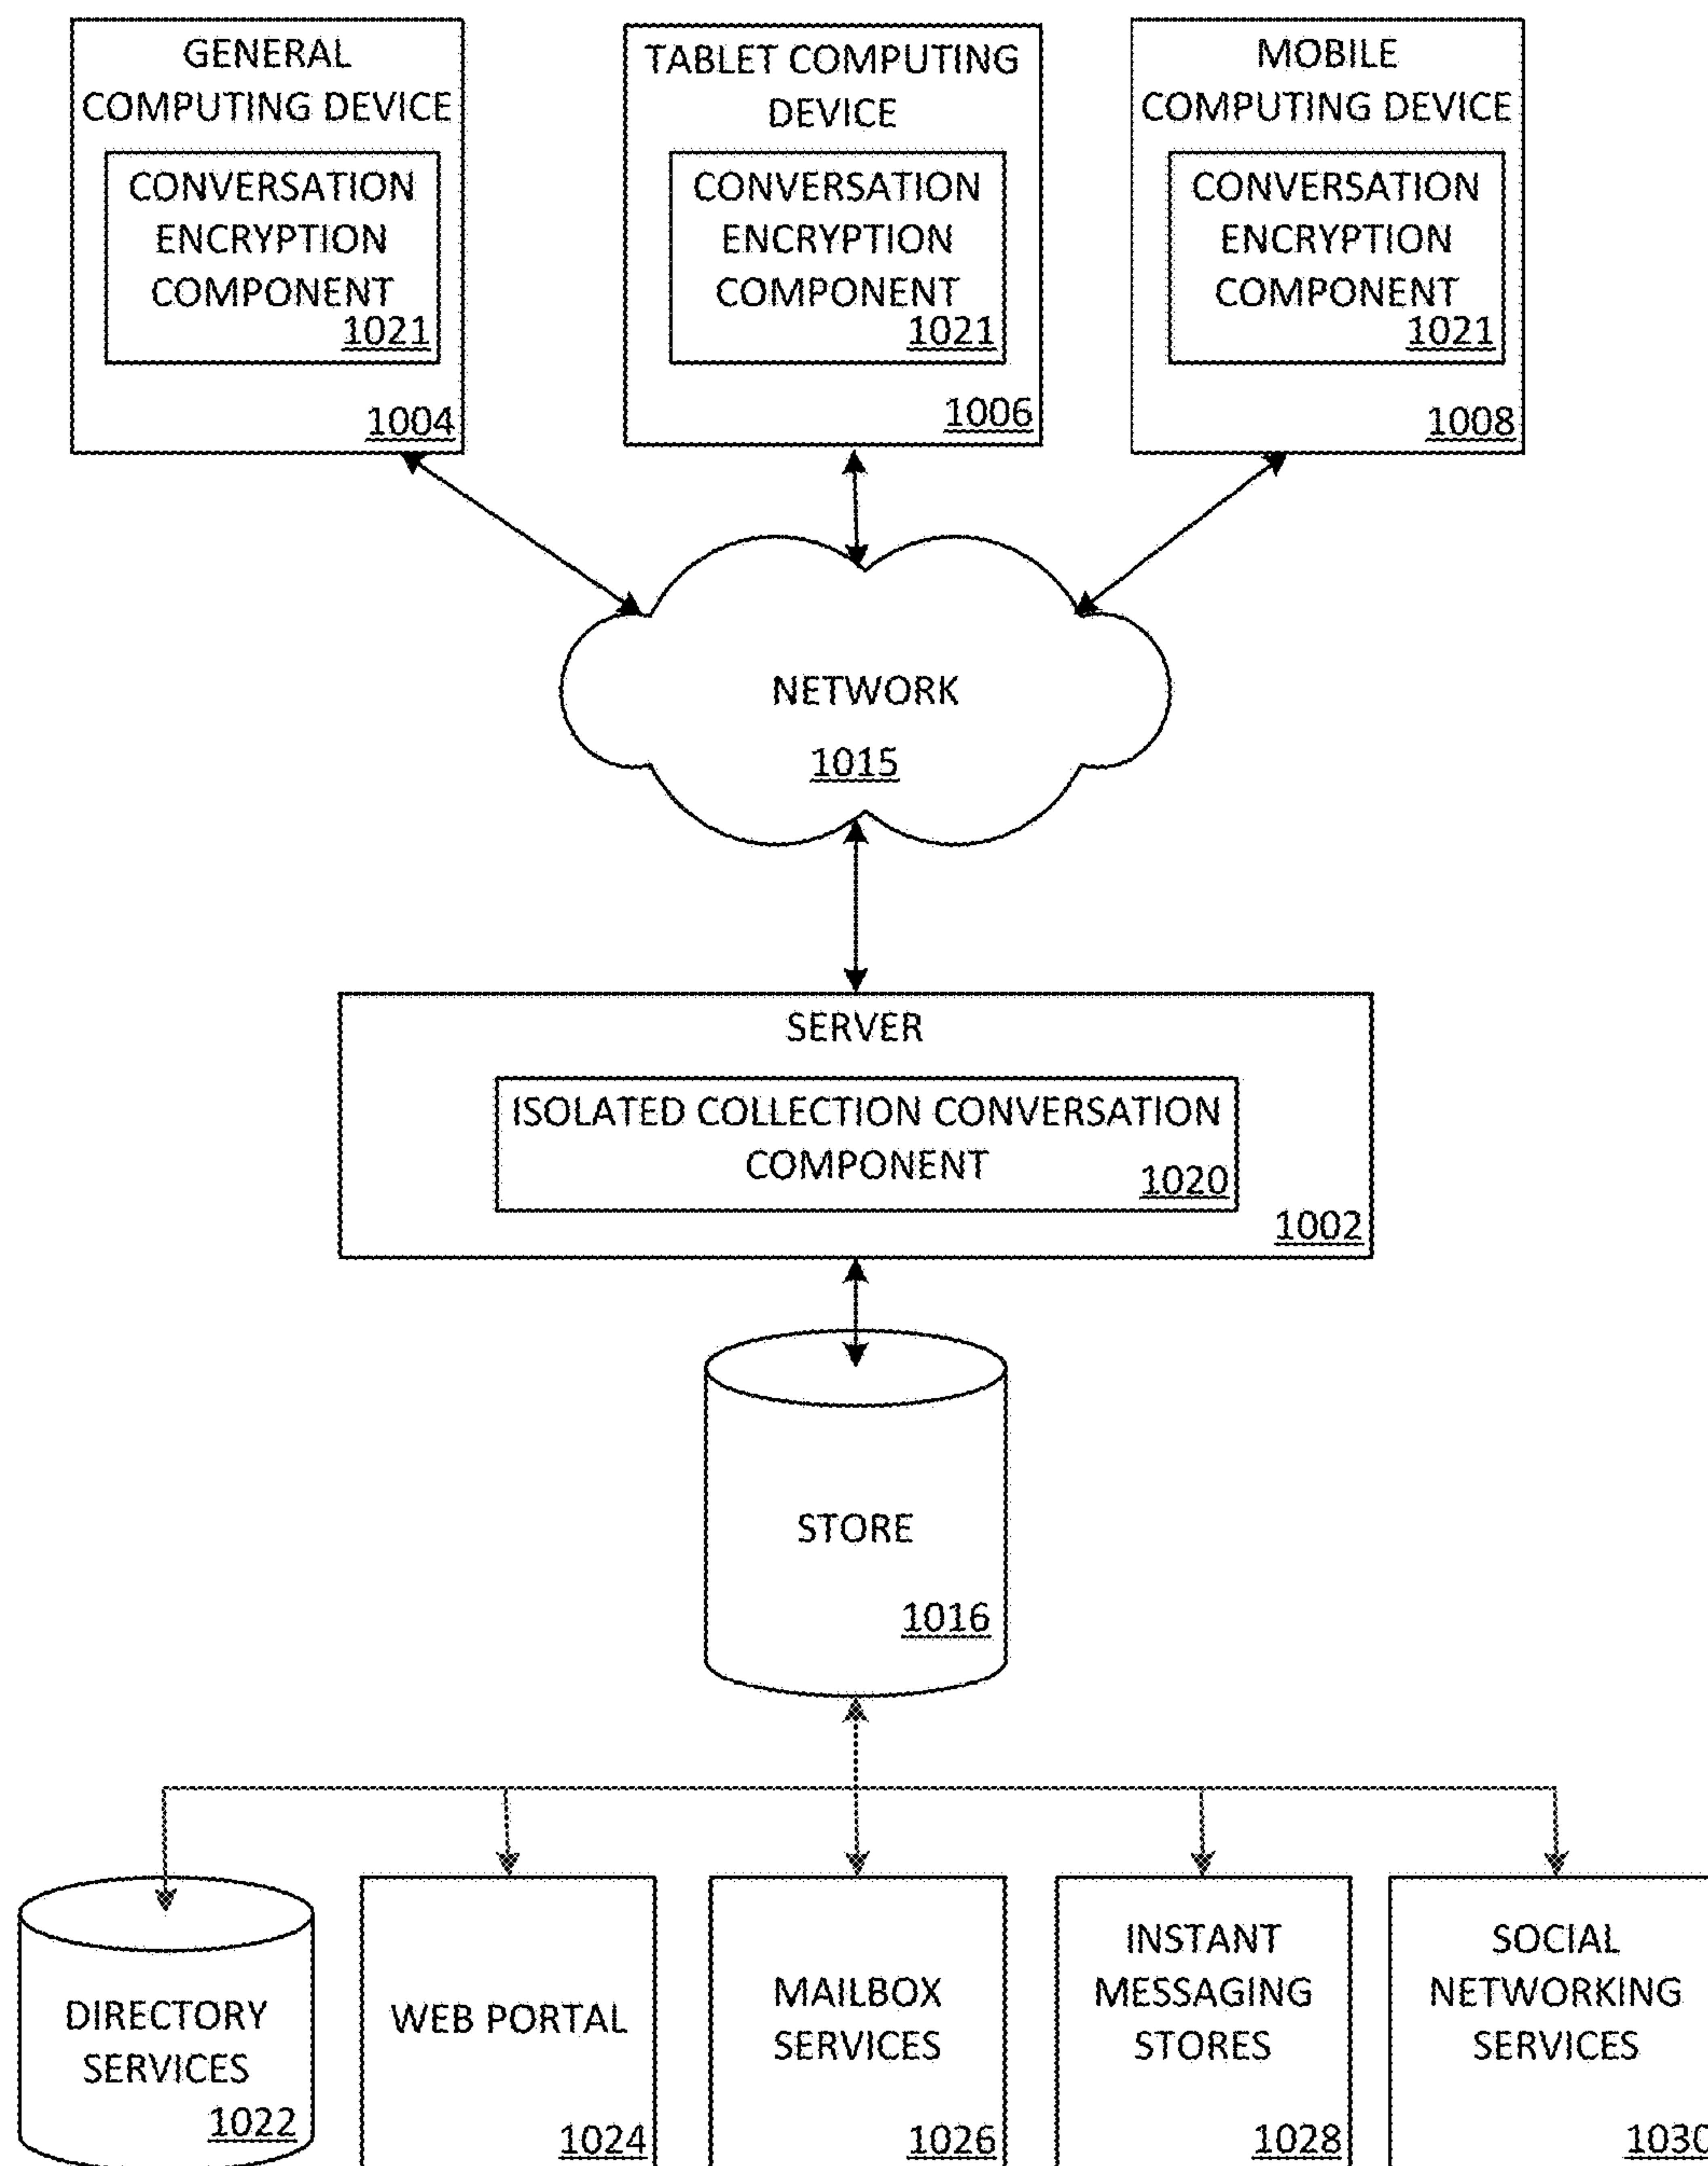 GENERAL
COMPUTING DEVICE
CONVERSATION
ENCRYPTION
COMPONENT
1021
1004
TABLET COMPUTING
DEVICE
CONVERSATION
ENCRYPTION
COMPONENT
1021
1006
MOBILE
COMPUTING DEVICE
CONVERSATION
ENCRYPTION
COMPONENT
1021
1008
NETWORK
1015
SERVER
ISOLATED COLLECTION CONVERSATION
COMPONENT
1020
1002
STORE
1016
DIRECTORY
SERVICES
1022
WEB PORTAL
1024
MAILBOX
SERVICES
1026
INSTANT
MESSAGING
STORES
1028
SOCIAL
NETWORKING
SERVICES
1030